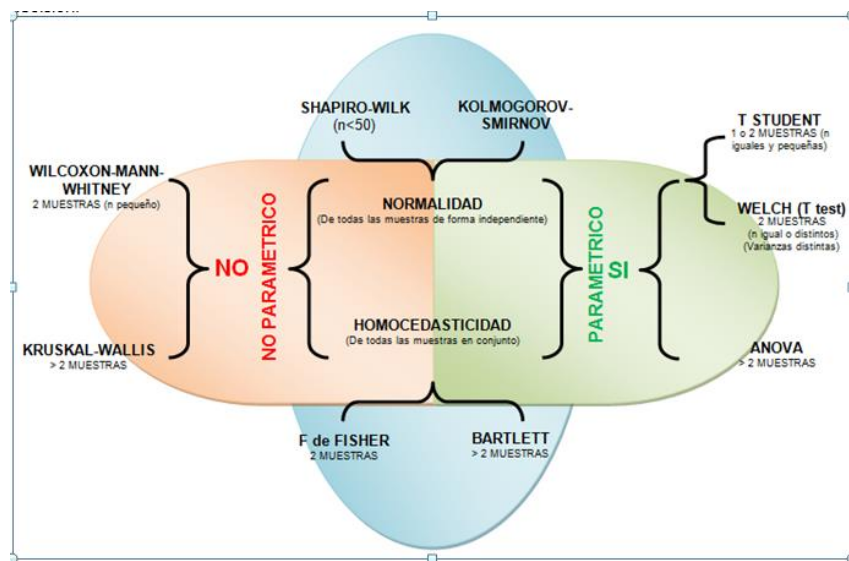 SHAPIRO-WILK
(n<50)
KOLMOGOROV-
SMIRNOV
T STUDENT
1 o 2 MUESTRAS (n
iguales y pequeñas)
WILCOXON-MANN-
WHITNEY
2 MUESTRAS (n pequeño)
NORMALIDAD
(De todas las muestras de forma independiente)
WELCH (T test)
2 MUESTRAS
(n igual o distintos)
(Varianzas distintas)
NO
NO PARAMETRICO
PARAMETRICO
SI
HOMOCEDASTICIDAD
(De todas las muestras en conjunto)
KRUSKAL-WALLIS
> 2 MUESTRAS
ANOVA
> 2 MUESTRAS
F de FISHER
2 MUESTRAS
BARTLETT
> 2 MUESTRAS